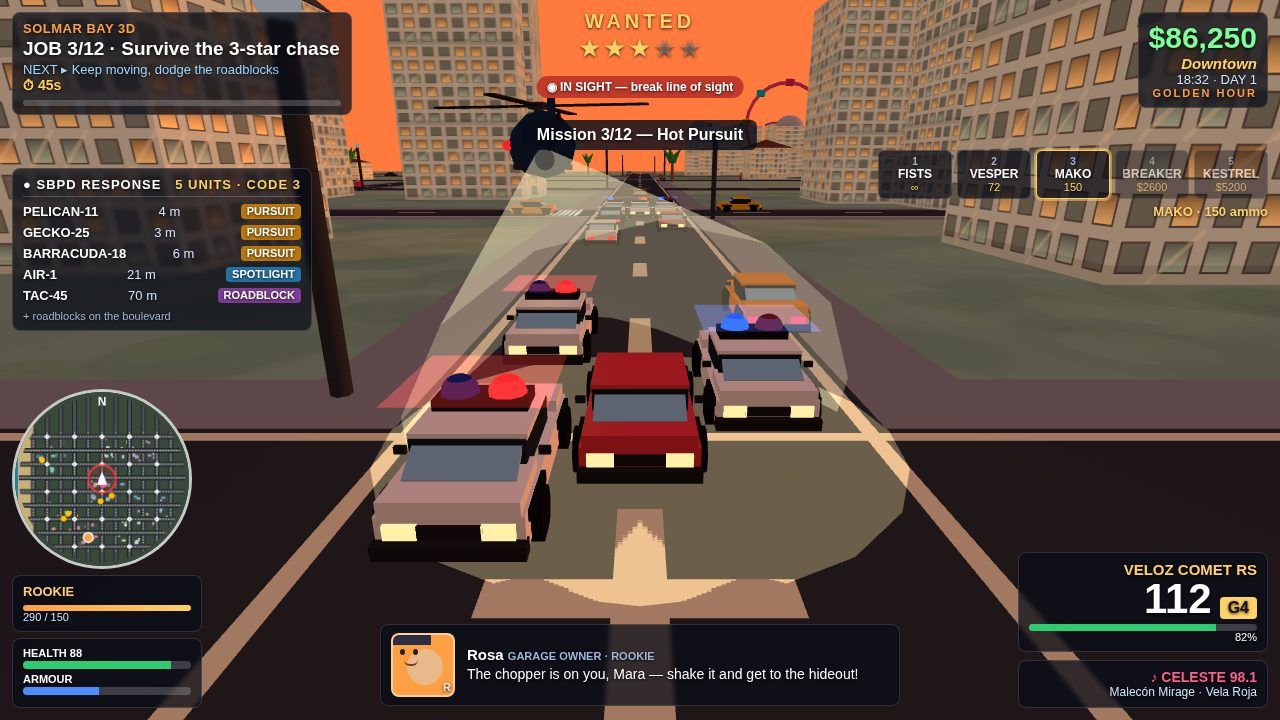 SOLMAR BAY 3D
JOB 3/12 · Survive the 3-star chase
NEXT ▸ Keep moving, dodge the roadblocks
⏱ 45s
WANTED
★★★★★
◉ IN SIGHT — break line of sight
Mission 3/12 — Hot Pursuit
$86,250
Downtown
18:32 · DAY 1
GOLDEN HOUR
1 FISTS ∞
2 VESPER 72
3 MAKO 150
4 BREAKER $2600
5 KESTREL $5200
MAKO · 150 ammo
● SBPD RESPONSE 5 UNITS · CODE 3
PELICAN-11 4 m PURSUIT
GECKO-25 3 m PURSUIT
BARRACUDA-18 6 m PURSUIT
AIR-1 21 m SPOTLIGHT
TAC-45 70 m ROADBLOCK
+ roadblocks on the boulevard
N
ROOKIE
290 / 150
HEALTH 88
ARMOUR
R
Rosa GARAGE OWNER · ROOKIE
The chopper is on you, Mara — shake it and get to the hideout!
VELOZ COMET RS
112 G4
82%
♪ CELESTE 98.1
Malecón Mirage · Vela Roja